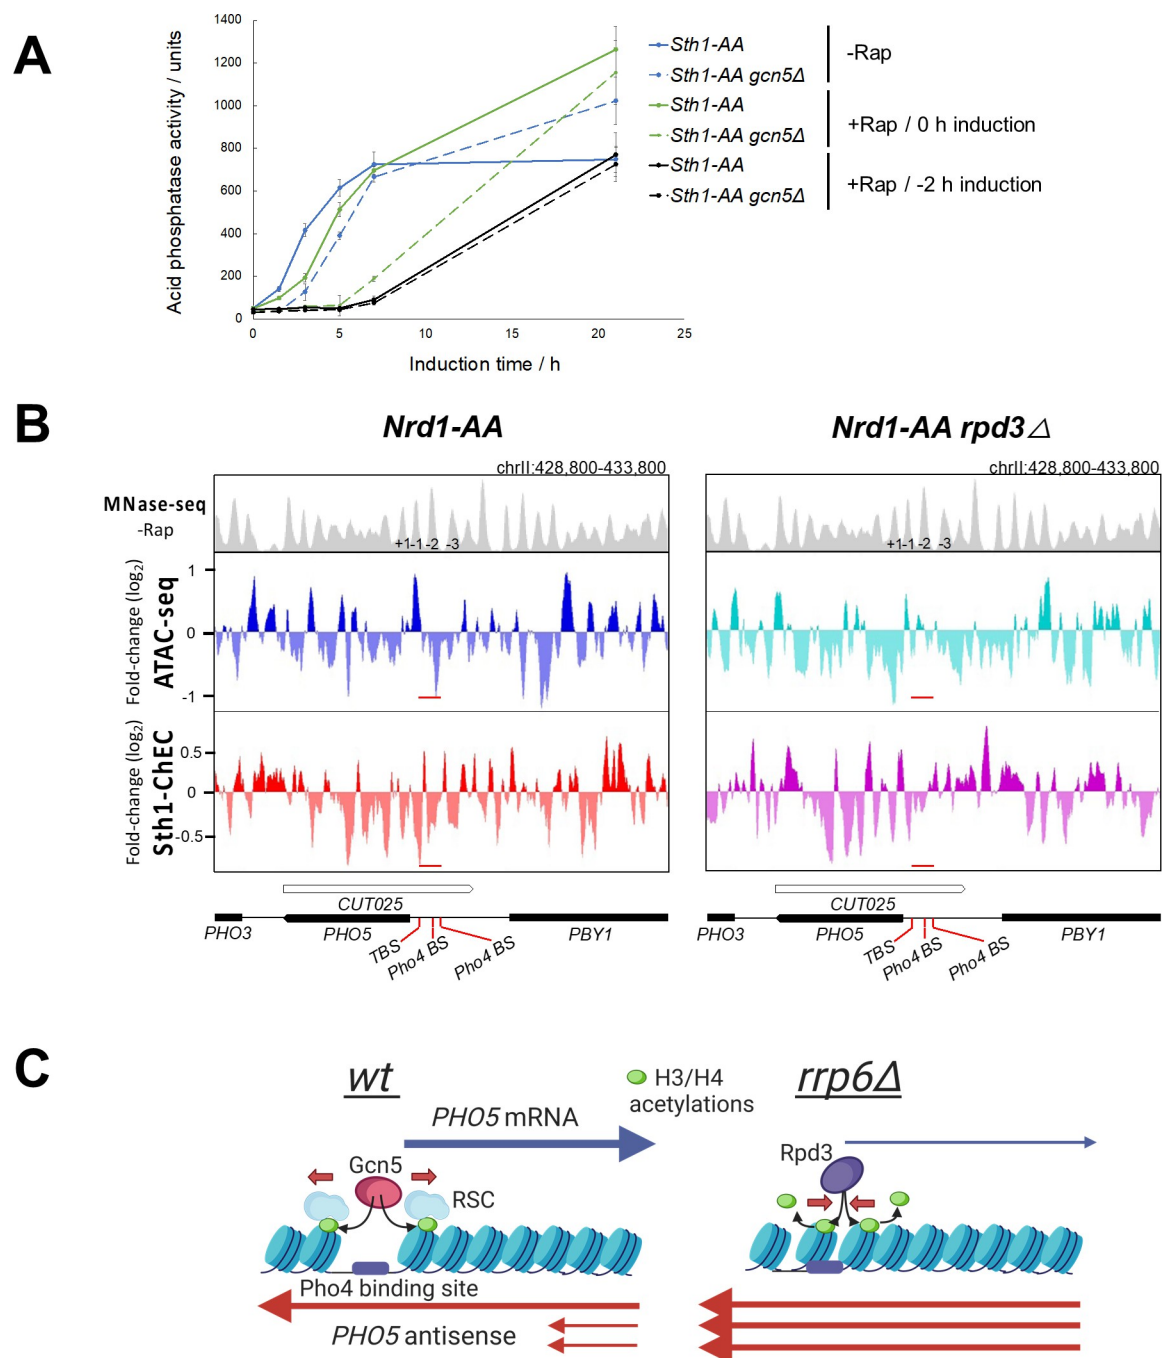 A
Acid phosphatase activity / units
1400
1200
1000
800
600
400
200
0
0 5 10 15 20 25
Induction time / h
Sth1-AA
Sth1-AA gcn5Δ
-Rap
Sth1-AA
Sth1-AA gcn5Δ
+Rap / 0 h induction
Sth1-AA
Sth1-AA gcn5Δ
+Rap / -2 h induction
B
Nrd1-AA
Nrd1-AA rpd3△
chrII:428,800-433,800
chrII:428,800-433,800
MNase-seq
-Rap
+1 -1 -2 -3
+1 -1 -2 -3
Fold-change (log2)
ATAC-seq
1
0
-1
Fold-change (log2)
Sth1-ChEC
0.5
0
-0.5
CUT025
PHO3 PHO5 PBY1
TBS Pho4 BS Pho4 BS
CUT025
PHO3 PHO5 PBY1
TBS Pho4 BS Pho4 BS
C
wt
H3/H4
acetylations
rrp6Δ
PHO5 mRNA
Gcn5
RSC
Rpd3
Pho4 binding site
PHO5 antisense